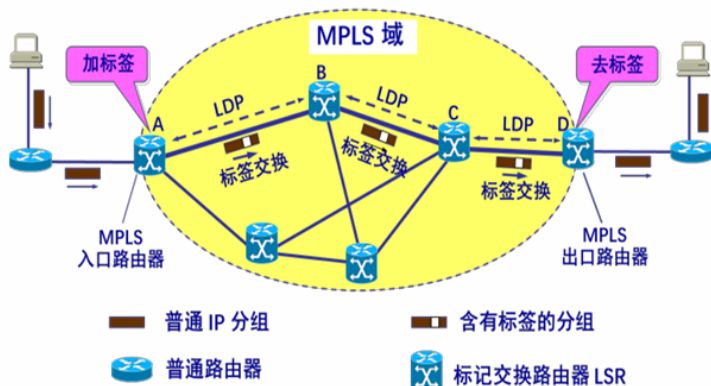 MPLS 域
加标签
去标签
B
LDP
LDP
A
C
LDP
D
标签交换
标签交换
标签交换
MPLS
入口路由器
MPLS
出口路由器
普通 IP 分组
含有标签的分组
普通路由器
标记交换路由器 LSR